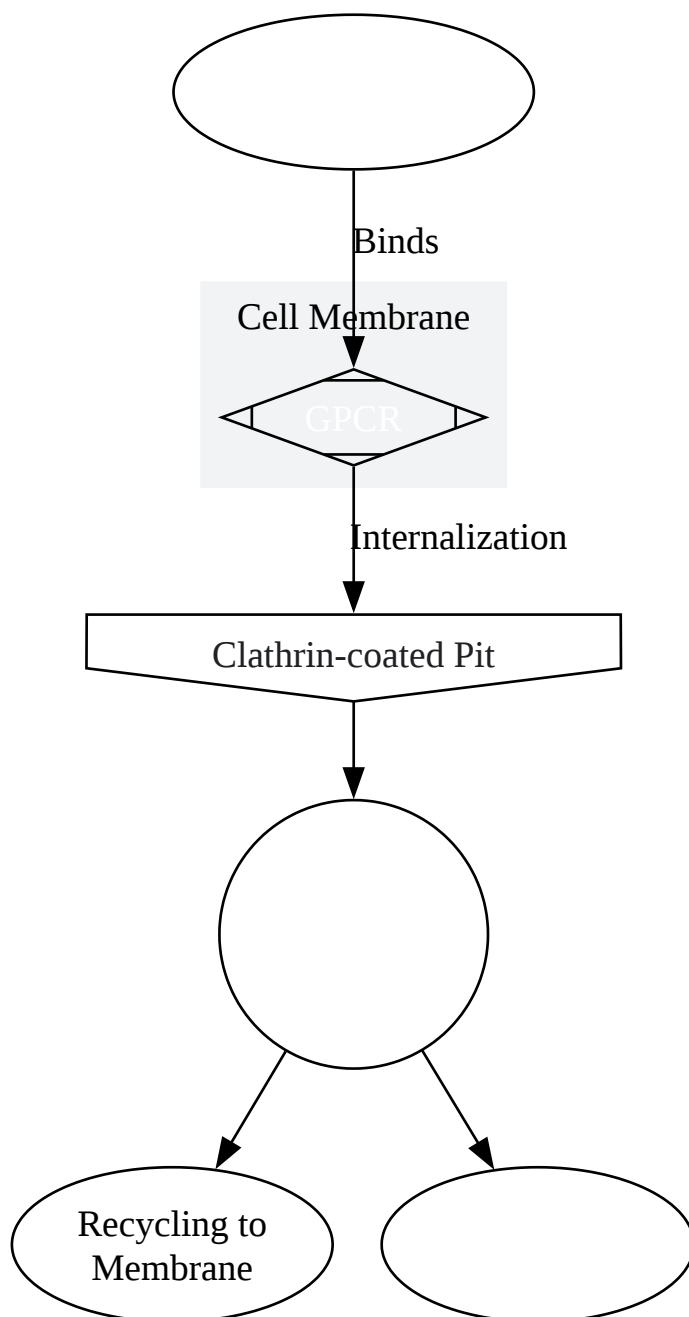 Binds
Cell Membrane
GPCR
Internalization
Clathrin-coated Pit
Recycling to
Membrane